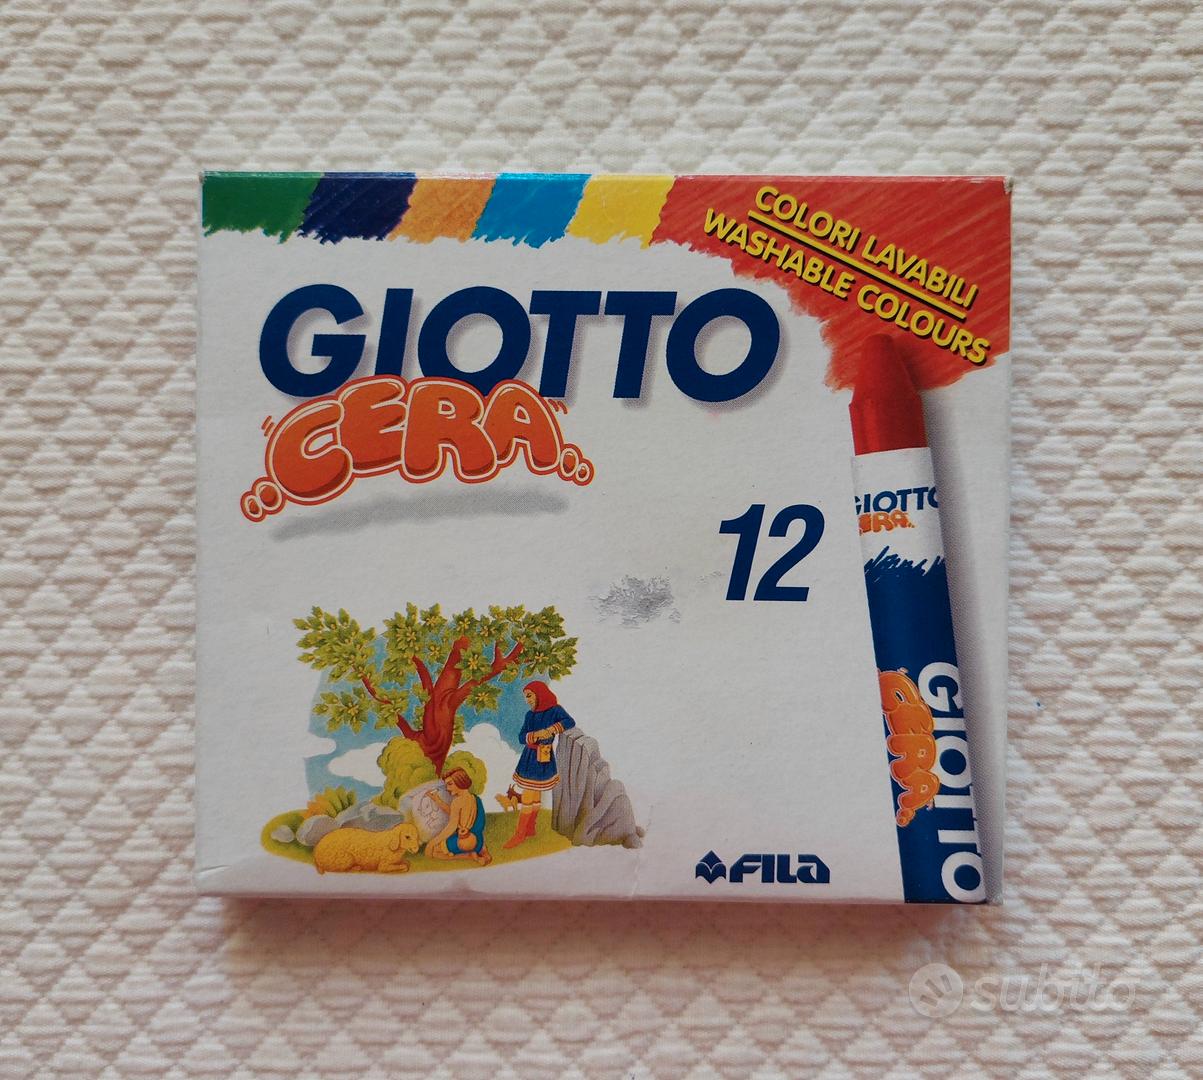 COLORI LAVABILI
WASHABLE COLOURS
GIOTTO
CERA
12
GIOTTO
CERA
GIOTTO
CERA
FILA
subito